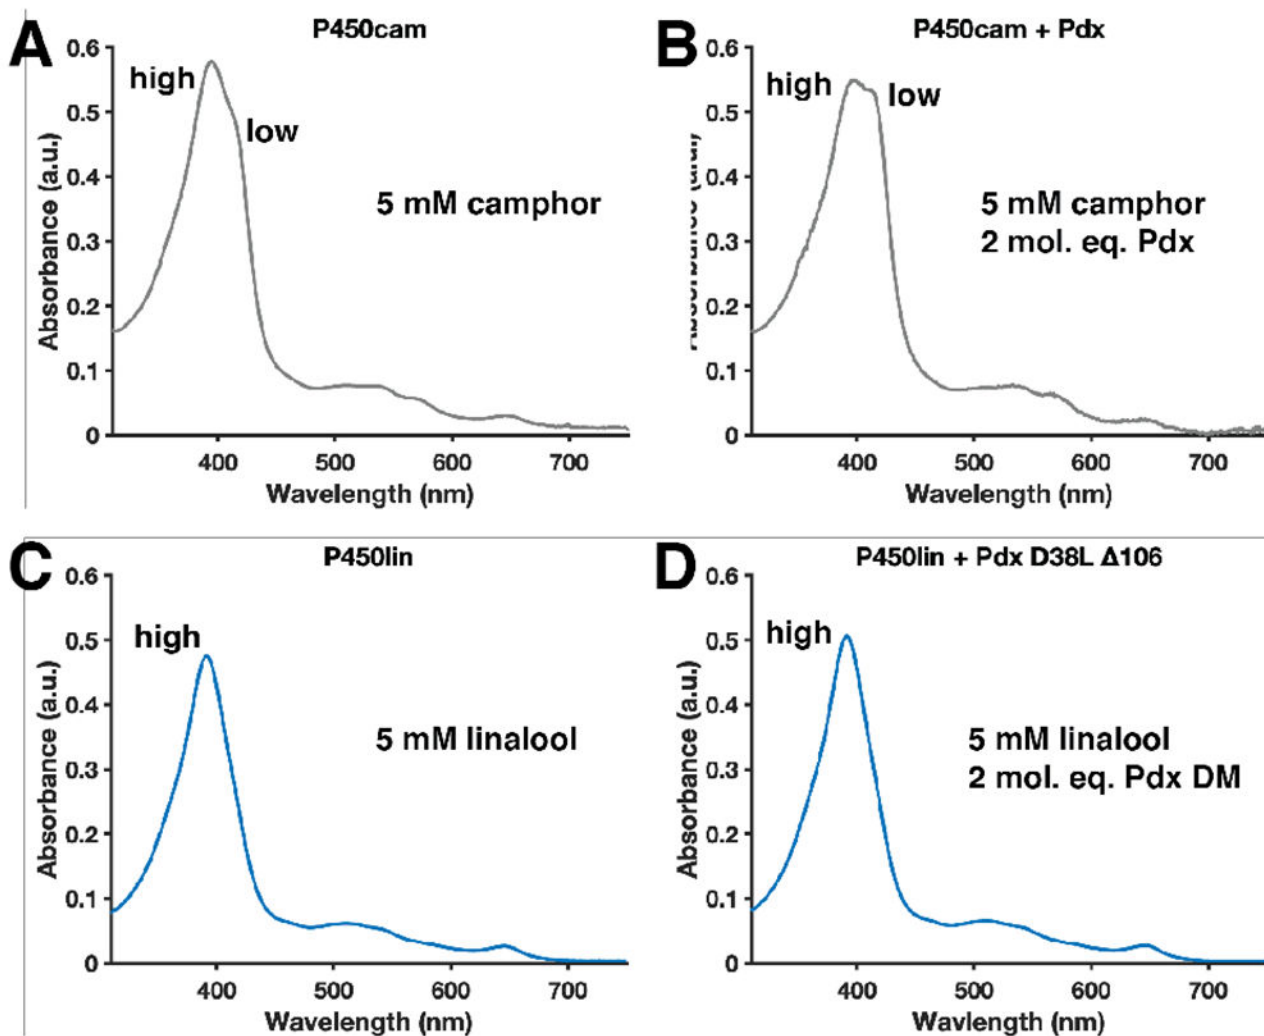 A
P450cam
0.6
0.5
0.4
0.3
0.2
0.1
0
high
low
5 mM camphor
Absorbance (a.u.)
400
500
600
700
Wavelength (nm)
B
P450cam + Pdx
0.6
0.5
0.4
0.3
0.2
0.1
0
high
low
5 mM camphor
2 mol. eq. Pdx
400
500
600
700
Wavelength (nm)
C
P450lin
0.6
0.5
0.4
0.3
0.2
0.1
0
high
5 mM linalool
Absorbance (a.u.)
400
500
600
700
Wavelength (nm)
D
P450lin + Pdx D38L Δ106
0.6
0.5
0.4
0.3
0.2
0.1
0
high
5 mM linalool
2 mol. eq. Pdx DM
Absorbance (a.u.)
400
500
600
700
Wavelength (nm)